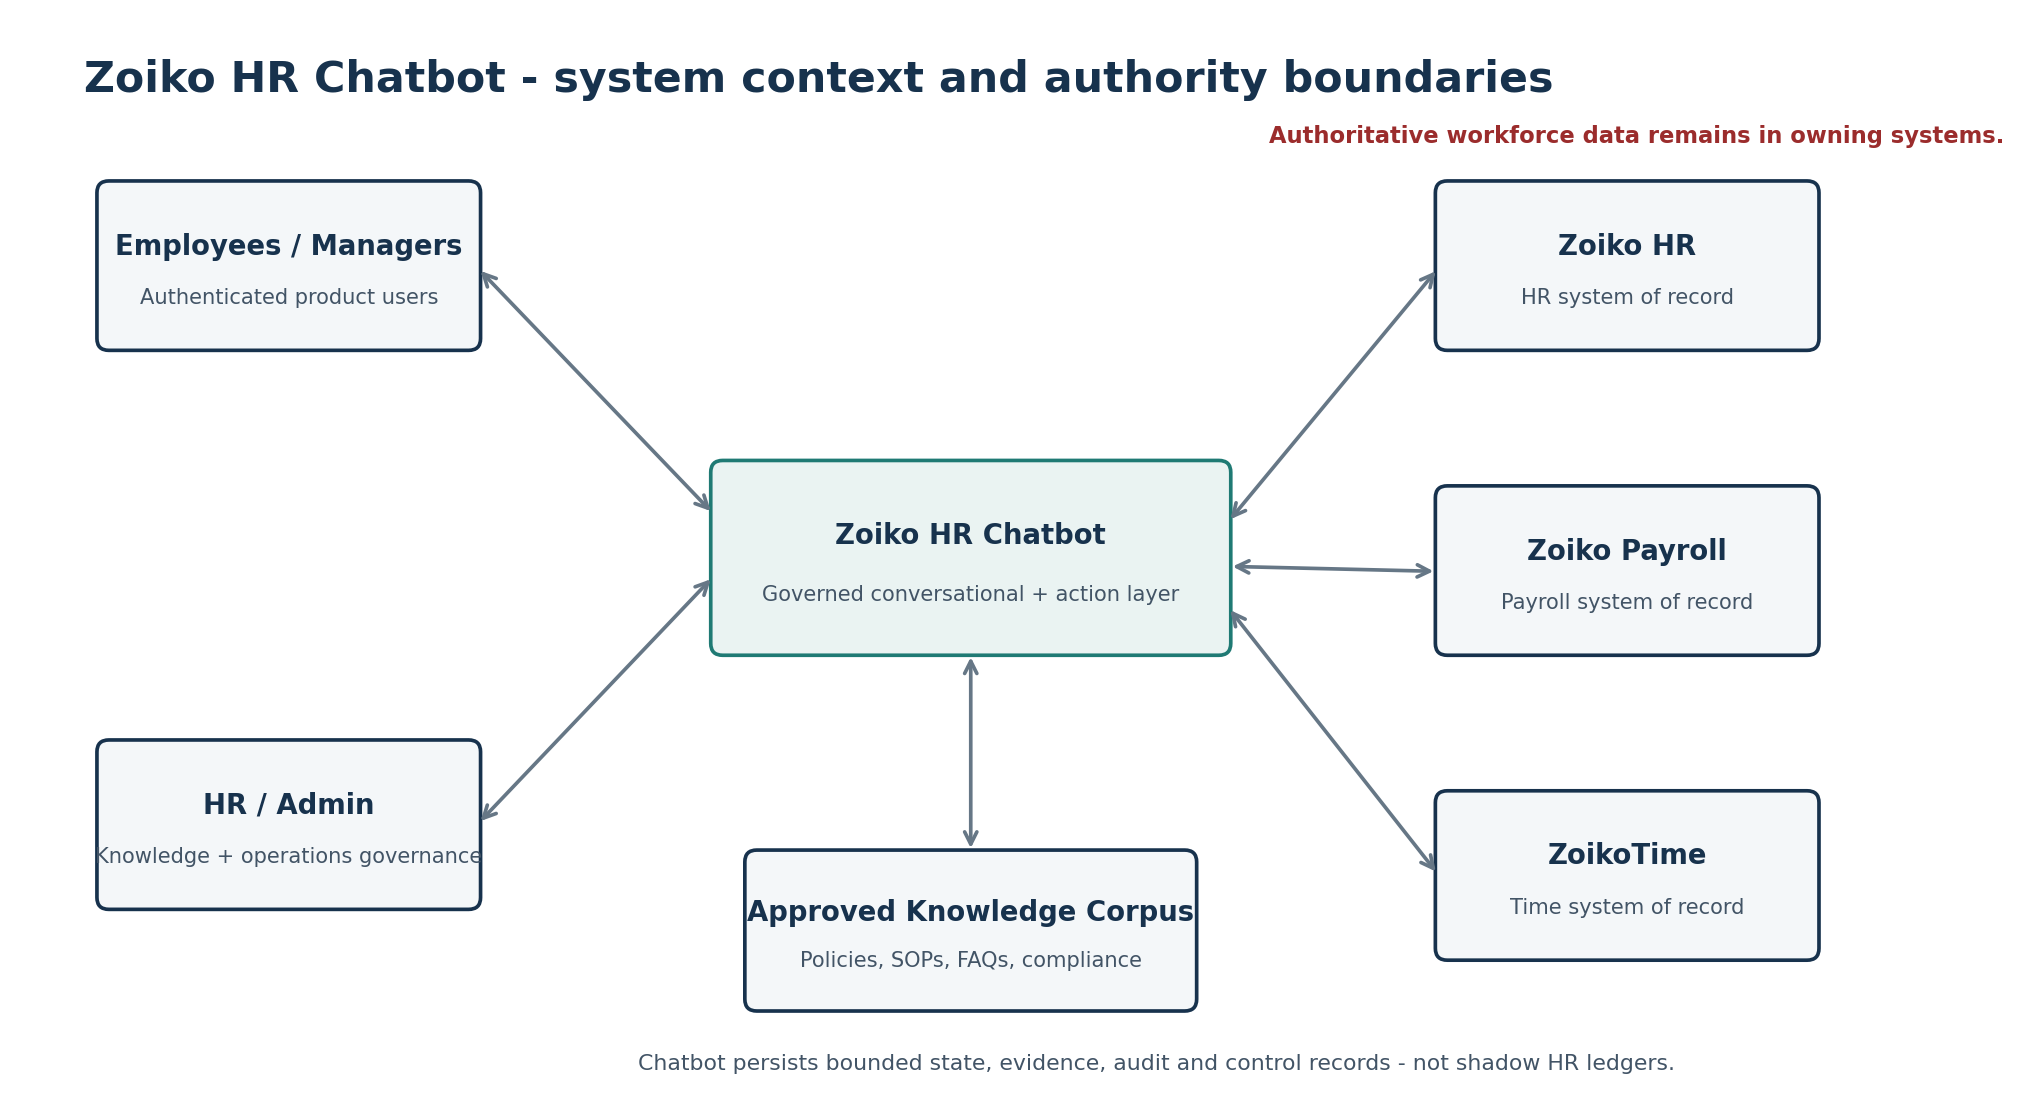 Zoiko HR Chatbot - system context and authority boundaries
Authoritative workforce data remains in owning systems.
Employees / Managers
Authenticated product users
Zoiko HR
HR system of record
Zoiko HR Chatbot
Governed conversational + action layer
Zoiko Payroll
Payroll system of record
HR / Admin
Knowledge + operations governance
Approved Knowledge Corpus
Policies, SOPs, FAQs, compliance
ZoikoTime
Time system of record
Chatbot persists bounded state, evidence, audit and control records - not shadow HR ledgers.